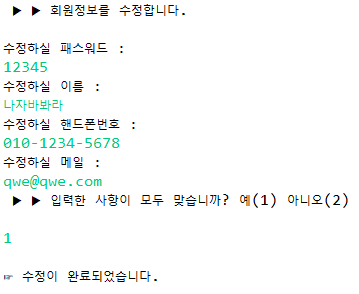 ▶ ▶ 회원정보를 수정합니다.
수정하실 패스워드 :
12345
수정하실 이름 :
나자바봐라
수정하실 핸드폰번호 :
010-1234-5678
수정하실 메일 :
qwe@qwe.com
▶ ▶ 입력한 사항이 모두 맞습니까? 예(1) 아니오(2)
1
☞ 수정이 완료되었습니다.